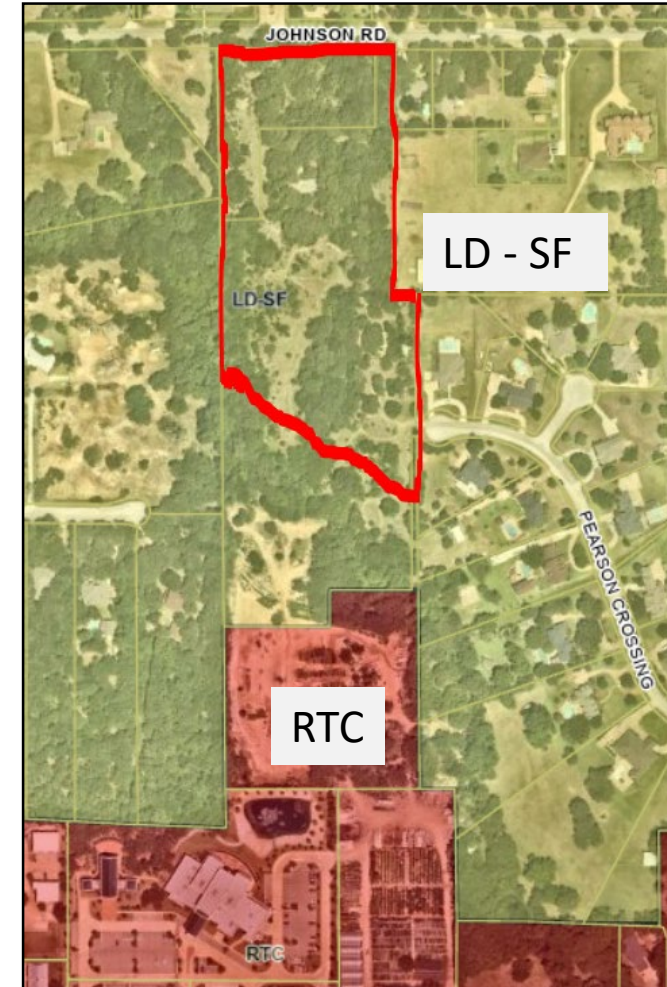 JOHNSON RD
LD - SF
LD-SF
PEARSON CROSSING
RTC
RTC